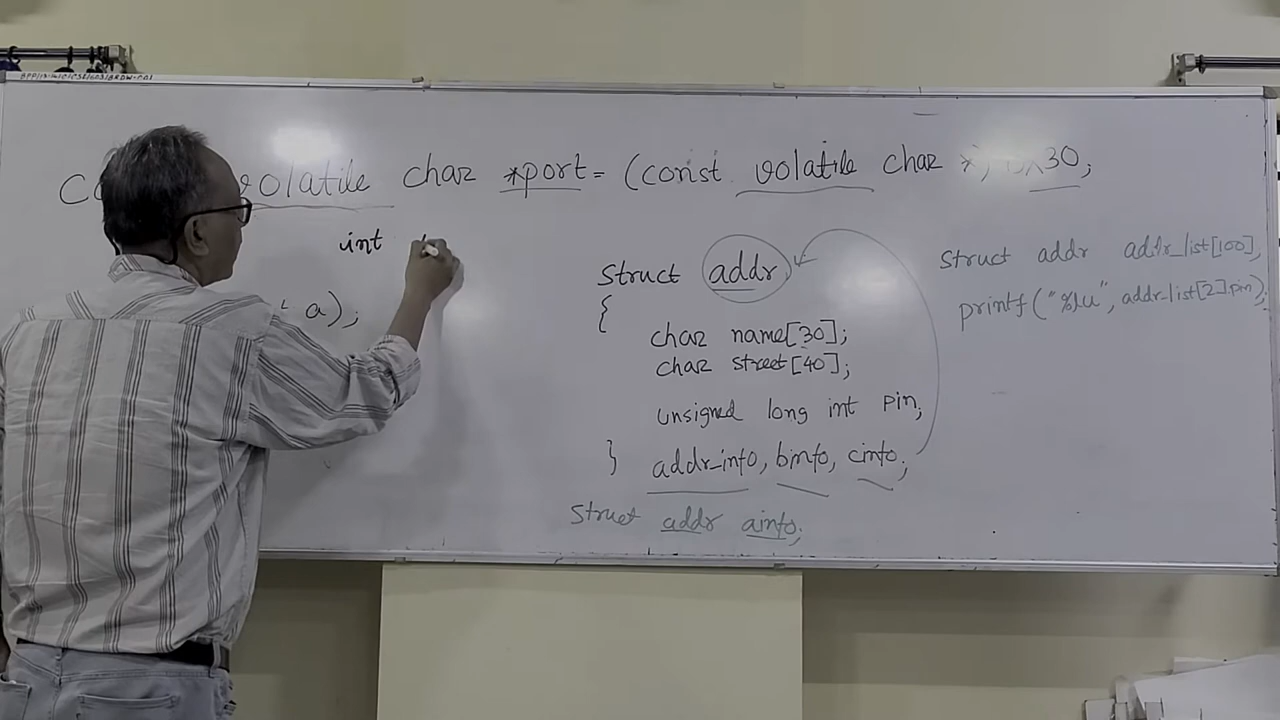 volatile char *port = (const volatile char *) 0x30;
int
a);
struct addr
{
char name[30];
char street[40];
unsigned long int pin;
} addr_info, binfo, cinfo;
struct addr ainfo;
struct addr addr_list[100],
printf("%lu", addr_list[2].pin);